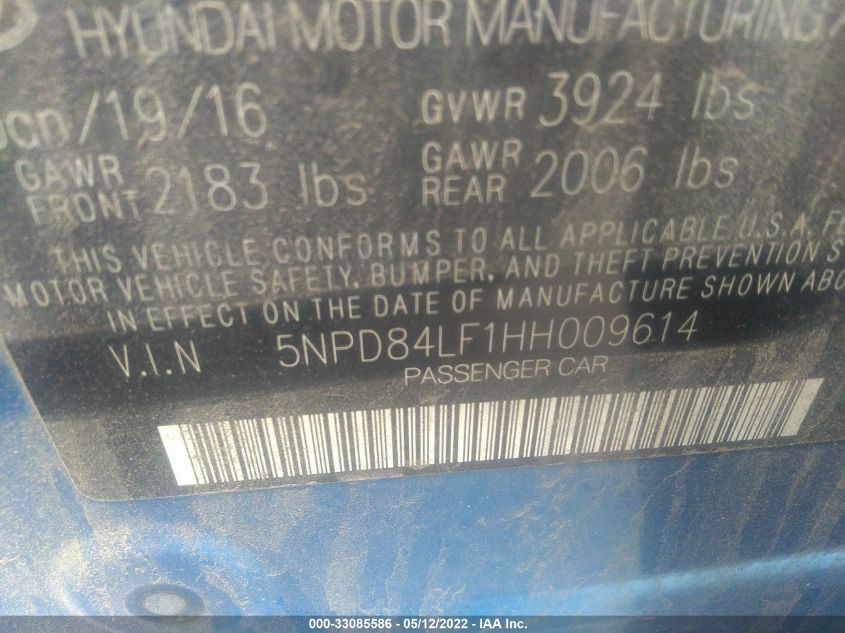 HYUNDAI MOTOR MANUFACTURING
/19/16 GVWR 3924 lbs
GAWR FRONT 2183 lbs GAWR REAR 2006 lbs
THIS VEHICLE CONFORMS TO ALL APPLICABLE U.S.A.
MOTOR VEHICLE SAFETY, BUMPER, AND THEFT PREVENTION
IN EFFECT ON THE DATE OF MANUFACTURE SHOWN
V.I.N 5NPD84LF1HH009614
PASSENGER CAR
000-33085586 - 05/12/2022 - IAA Inc.